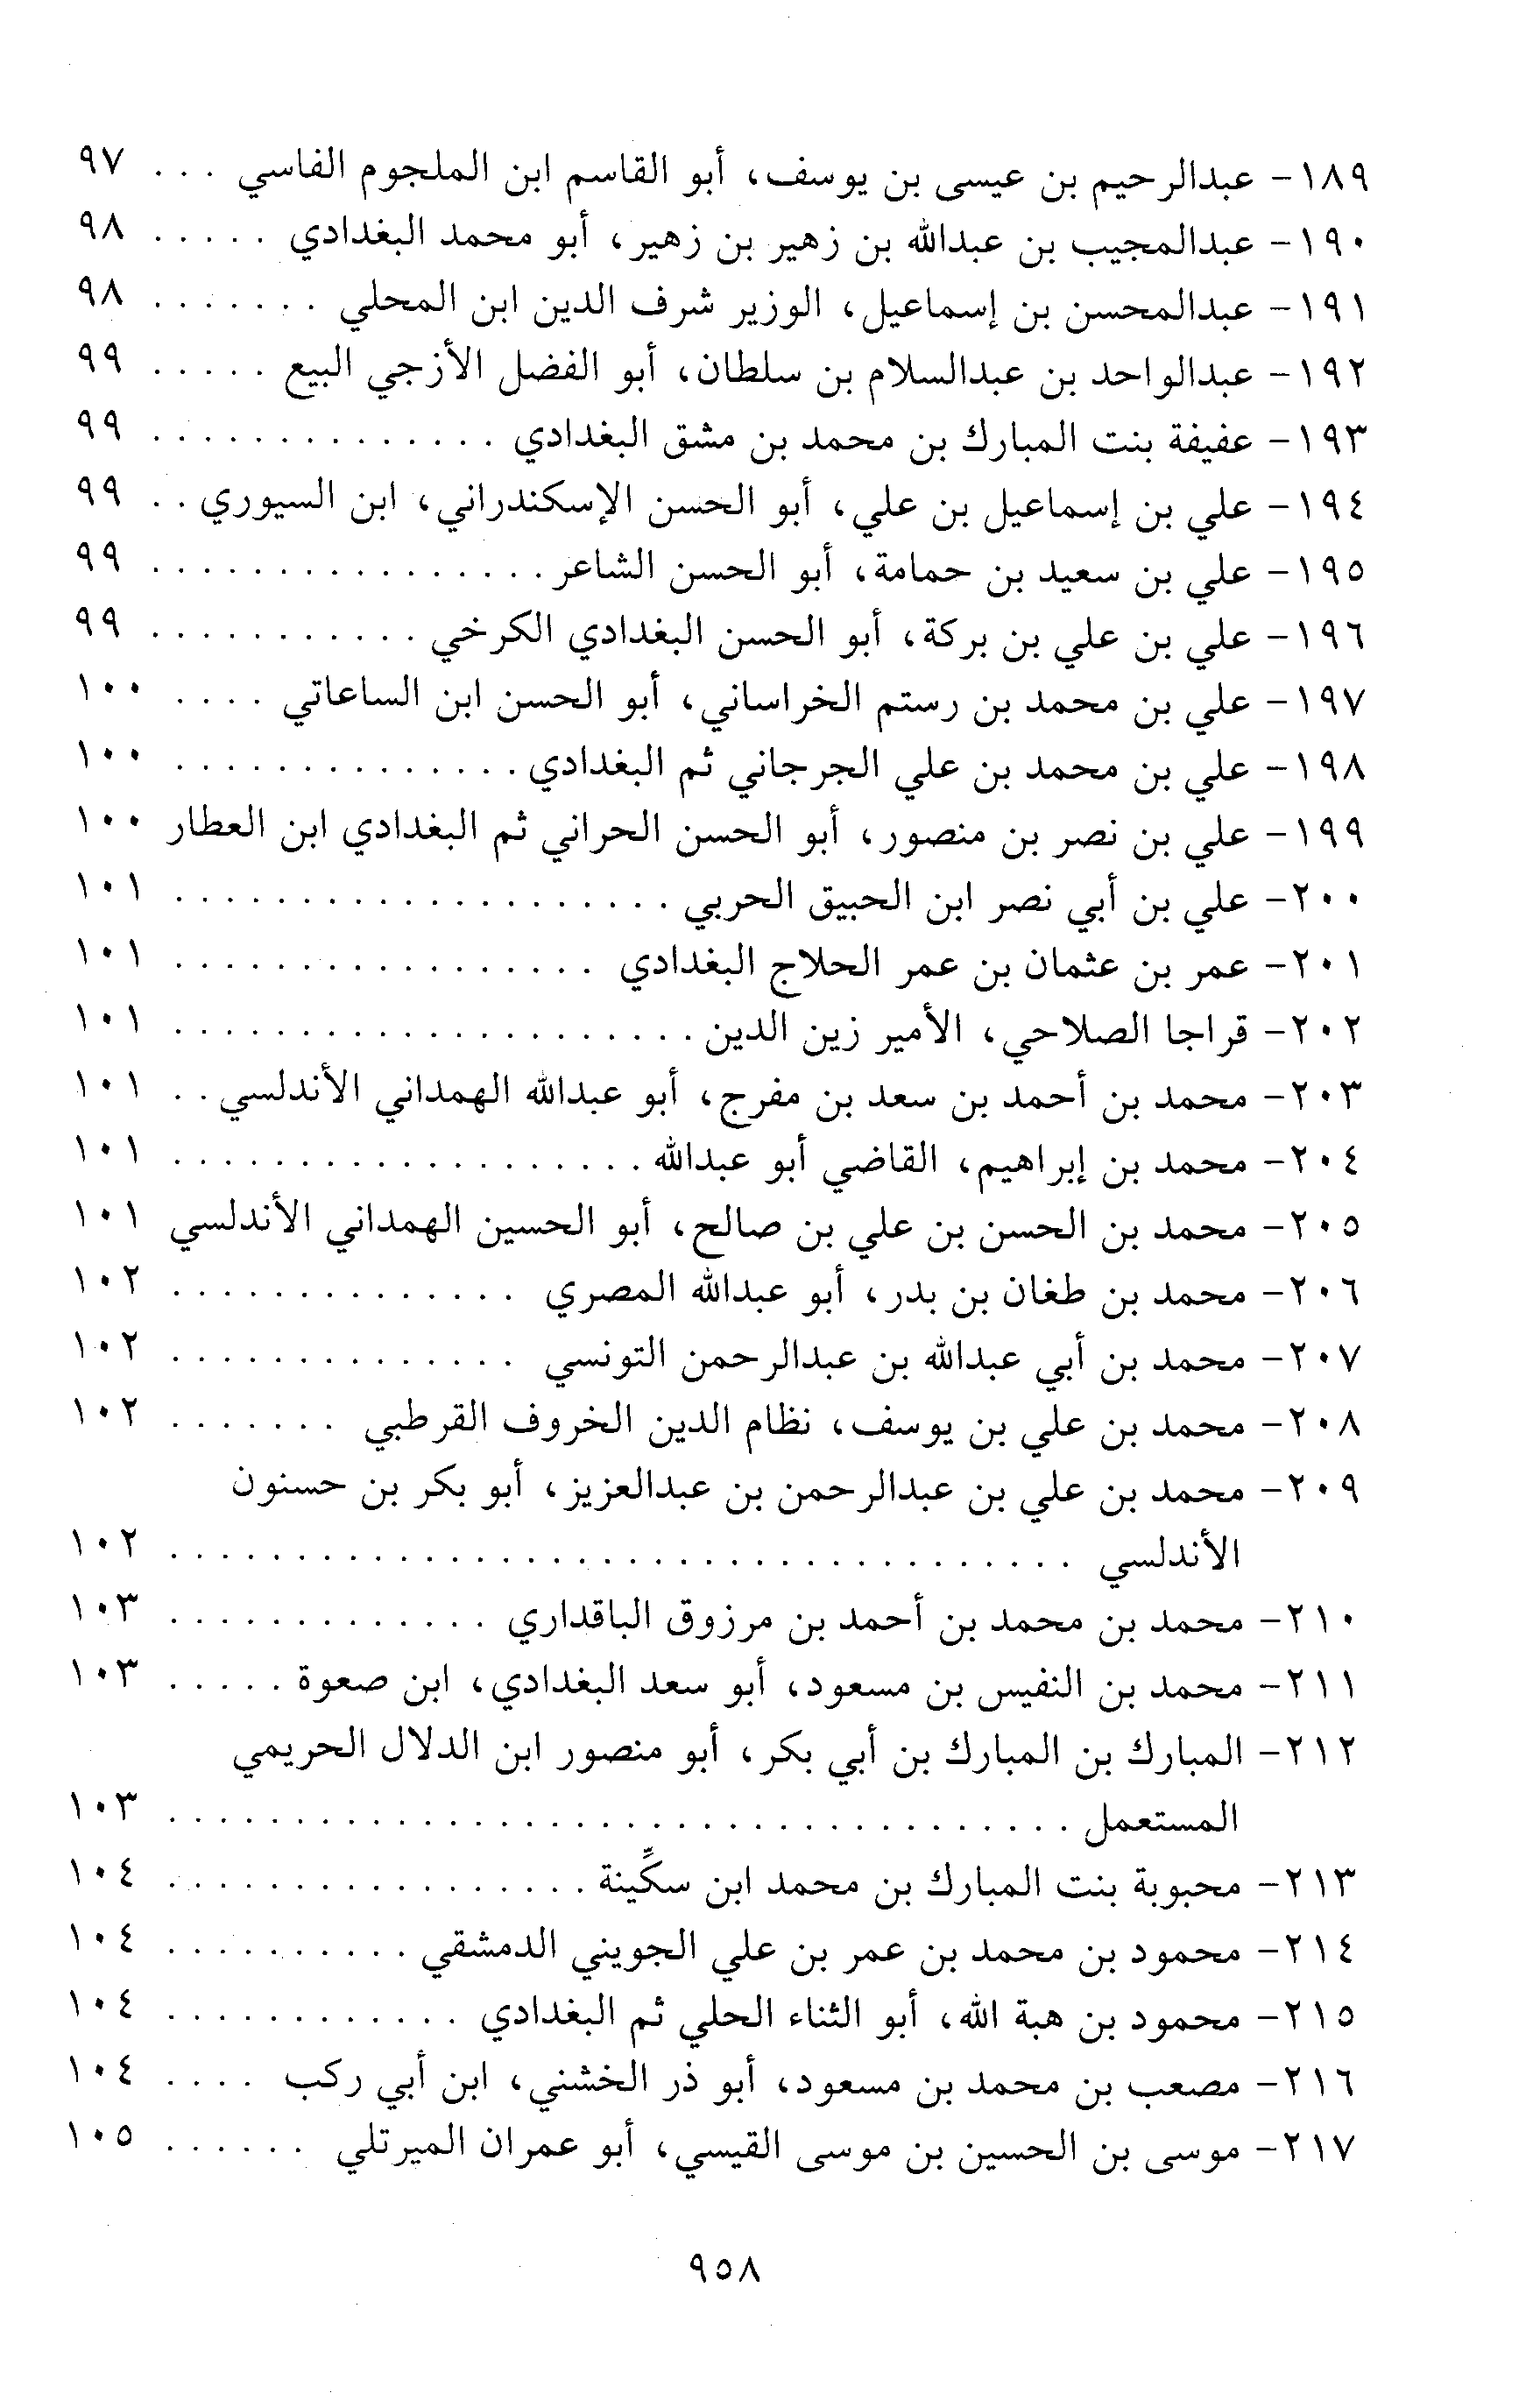 ١٨٩- عبدالرحيم بن عيسى بن يوسف، أبو القاسم ابن الملجوم الفاسي . . . ٩٧
١٩٠- عبدالمجيب بن عبدالله بن زهير بن زهير، أبو محمد البغدادي . . . . . ٩٨
١٩١- عبدالمحسن بن إسماعيل، الوزير شرف الدين ابن المحلي . . . . . . . ٩٨
١٩٢- عبدالواحد بن عبدالسلام بن سلطان، أبو الفضل الأزجي البيع . . . . . ٩٩
١٩٣- عفيفة بنت المبارك بن محمد بن مشق البغدادي . . . . . . . . . . . . . . ٩٩
١٩٤- علي بن إسماعيل بن علي، أبو الحسن الإسكندراني، ابن السيوري . . ٩٩
١٩٥- علي بن سعيد بن حمامة، أبو الحسن الشاعر . . . . . . . . . . . . . . . . ٩٩
١٩٦- علي بن علي بن بركة، أبو الحسن البغدادي الكرخي . . . . . . . . . . . ٩٩
١٩٧- علي بن محمد بن رستم الخراساني، أبو الحسن ابن الساعاتي . . . . ١٠٠
١٩٨- علي بن محمد بن علي الجرجاني ثم البغدادي . . . . . . . . . . . . . . ١٠٠
١٩٩- علي بن نصر بن منصور، أبو الحسن الحراني ثم البغدادي ابن العطار ١٠٠
٢٠٠- علي بن أبي نصر ابن الحبيق الحربي . . . . . . . . . . . . . . . . . . . . ١٠١
٢٠١- عمر بن عثمان بن عمر الحلاج البغدادي . . . . . . . . . . . . . . . . . ١٠١
٢٠٢- قراجا الصلاحي، الأمير زين الدين . . . . . . . . . . . . . . . . . . . . . ١٠١
٢٠٣- محمد بن أحمد بن سعد بن مفرج، أبو عبدالله الهمداني الأندلسي . . ١٠١
٢٠٤- محمد بن إبراهيم، القاضي أبو عبدالله . . . . . . . . . . . . . . . . . . . ١٠١
٢٠٥- محمد بن الحسن بن علي بن صالح، أبو الحسين الهمداني الأندلسي ١٠١
٢٠٦- محمد بن طغان بن بدر، أبو عبدالله المصري . . . . . . . . . . . . . . ١٠٢
٢٠٧- محمد بن أبي عبدالله بن عبدالرحمن التونسي . . . . . . . . . . . . . . ١٠٢
٢٠٨- محمد بن علي بن يوسف، نظام الدين الخروف القرطبي . . . . . . . ١٠٢
٢٠٩- محمد بن علي بن عبدالرحمن بن عبدالعزيز، أبو بكر بن حسنون
الأندلسي . . . . . . . . . . . . . . . . . . . . . . . . . . . . . . . . . . . . ١٠٢
٢١٠- محمد بن محمد بن أحمد بن مرزوق الباقداري . . . . . . . . . . . . . ١٠٣
٢١١- محمد بن النفيس بن مسعود، أبو سعد البغدادي، ابن صعوة . . . . . ١٠٣
٢١٢- المبارك بن المبارك بن أبي بكر، أبو منصور ابن الدلال الحريمي
المستعمل . . . . . . . . . . . . . . . . . . . . . . . . . . . . . . . . . . . . ١٠٣
٢١٣- محبوبة بنت المبارك بن محمد ابن سكِّينة . . . . . . . . . . . . . . . . . ١٠٤
٢١٤- محمود بن محمد بن عمر بن علي الجويني الدمشقي . . . . . . . . . . ١٠٤
٢١٥- محمود بن هبة الله، أبو الثناء الحلي ثم البغدادي . . . . . . . . . . . . ١٠٤
٢١٦- مصعب بن محمد بن مسعود، أبو ذر الخشني، ابن أبي ركب . . . . ١٠٤
٢١٧- موسى بن الحسين بن موسى القيسي، أبو عمران الميرتلي . . . . . . ١٠٥
٩٥٨